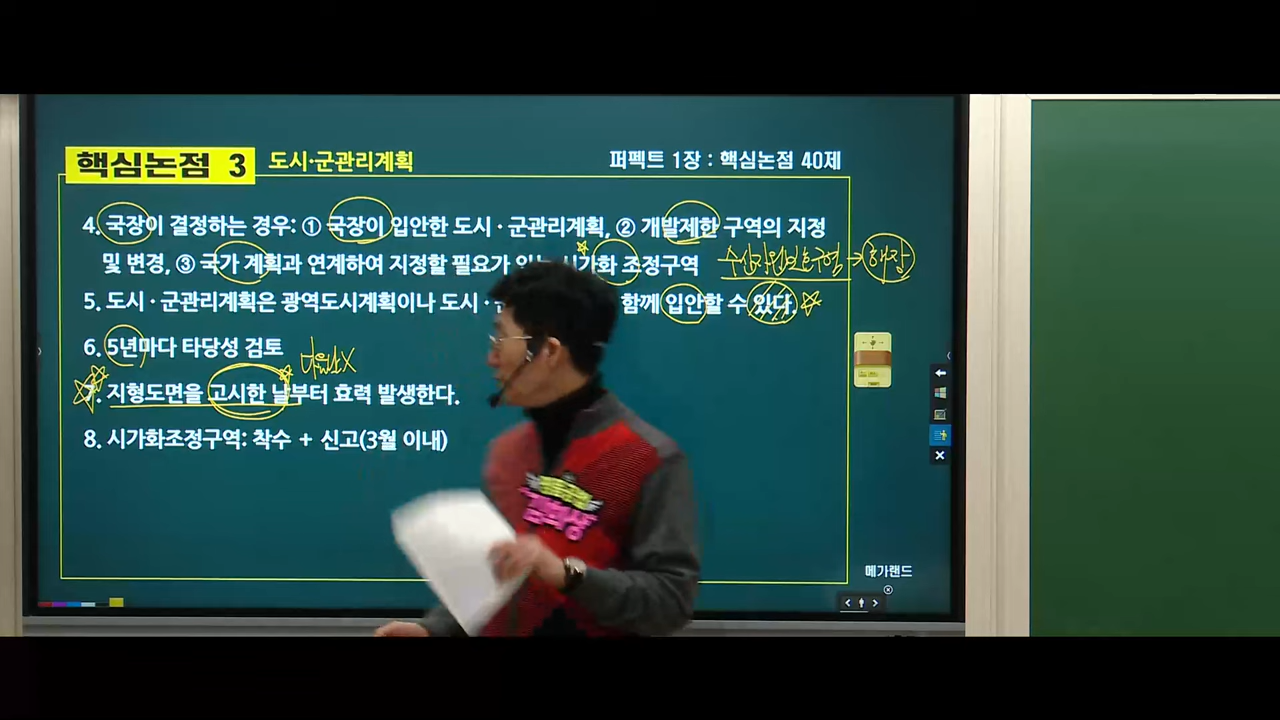 핵심논점 3 도시·군관리계획 퍼펙트 1장 : 핵심논점 40제
4. 국장이 결정하는 경우: ① 국장이 입안한 도시·군관리계획, ② 개발제한 구역의 지정
및 변경, ③ 국가 계획과 연계하여 지정할 필요가 있는 시가화 조정구역 수산자원보호구역→해장
5. 도시·군관리계획은 광역도시계획이나 도시· 함께 입안할 수 있다.
6. 5년마다 타당성 검토
다음날X
7. 지형도면을 고시한 날부터 효력 발생한다.
8. 시가화조정구역: 착수 + 신고(3월 이내)
메가랜드